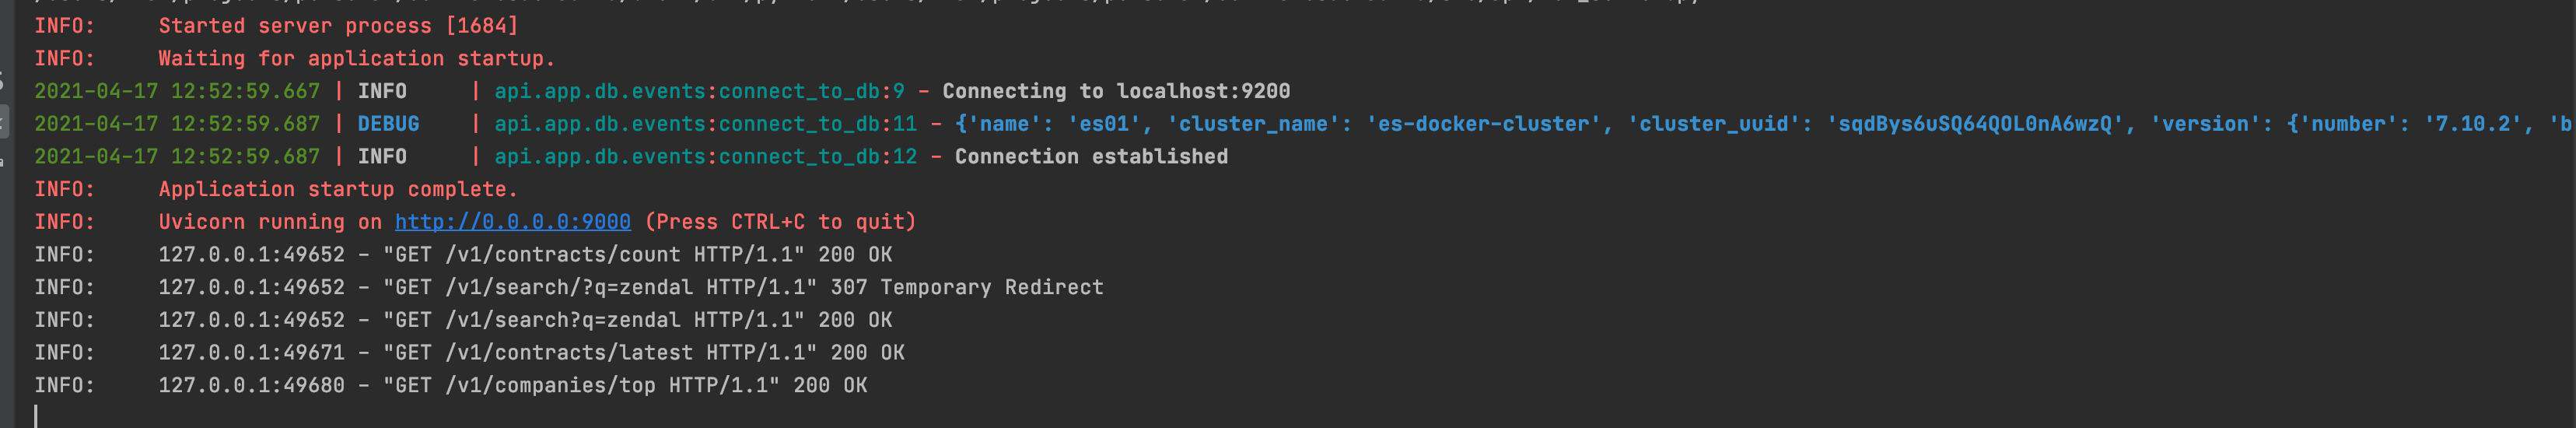 INFO:     Started server process [1684]
INFO:     Waiting for application startup.
2021-04-17 12:52:59.667 | INFO     | api.app.db.events:connect_to_db:9 - Connecting to localhost:9200
2021-04-17 12:52:59.687 | DEBUG    | api.app.db.events:connect_to_db:11 - {'name': 'es01', 'cluster_name': 'es-docker-cluster', 'cluster_uuid': 'sqdBys6uSQ64QOL0nA6wzQ', 'version': {'number': '7.10.2', 'b
2021-04-17 12:52:59.687 | INFO     | api.app.db.events:connect_to_db:12 - Connection established
INFO:     Application startup complete.
INFO:     Uvicorn running on http://0.0.0.0:9000 (Press CTRL+C to quit)
INFO:     127.0.0.1:49652 - "GET /v1/contracts/count HTTP/1.1" 200 OK
INFO:     127.0.0.1:49652 - "GET /v1/search/?q=zendal HTTP/1.1" 307 Temporary Redirect
INFO:     127.0.0.1:49652 - "GET /v1/search?q=zendal HTTP/1.1" 200 OK
INFO:     127.0.0.1:49671 - "GET /v1/contracts/latest HTTP/1.1" 200 OK
INFO:     127.0.0.1:49680 - "GET /v1/companies/top HTTP/1.1" 200 OK